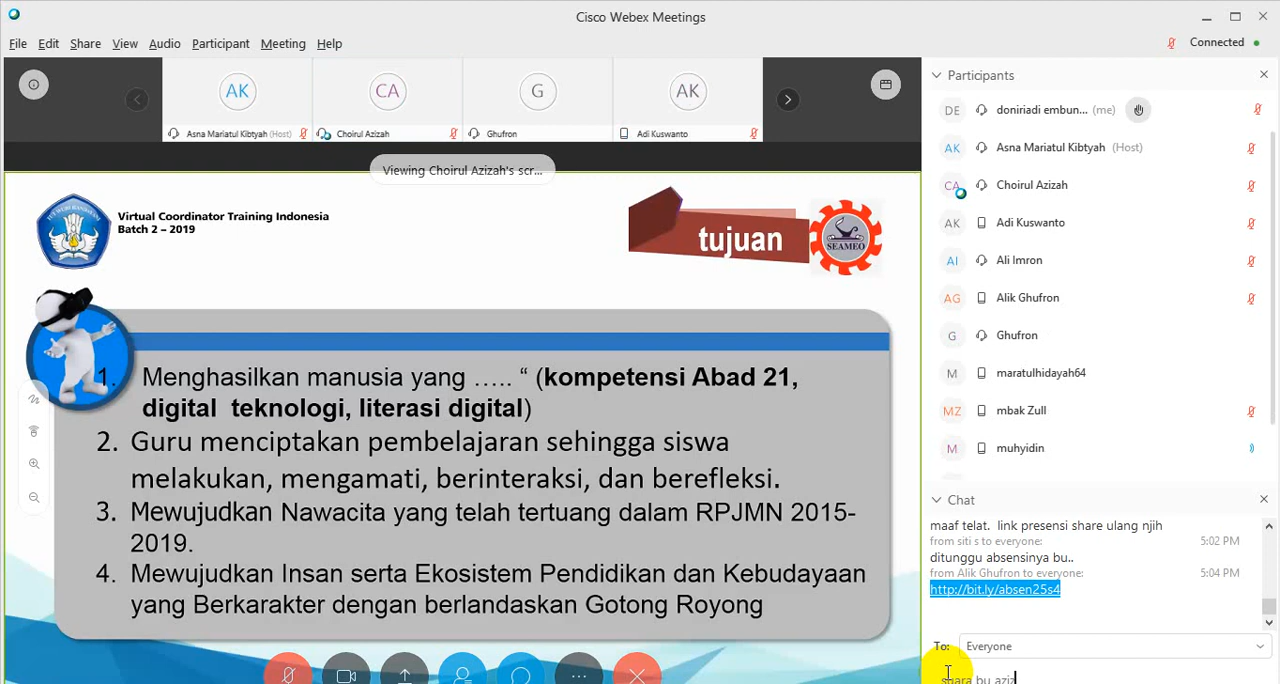 Cisco Webex Meetings
File Edit Share View Audio Participant Meeting Help
Connected
AK
CA
G
AK
Asna Mariatul Kibtyah (Host)
Choirul Azizah
Ghufron
Adi Kuswanto
Viewing Choirul Azizah's scr...
Virtual Coordinator Training Indonesia
Batch 2 – 2019
tujuan
SEAMEO
1. Menghasilkan manusia yang ….. “ (kompetensi Abad 21,
digital teknologi, literasi digital)
2. Guru menciptakan pembelajaran sehingga siswa
melakukan, mengamati, berinteraksi, dan berefleksi.
3. Mewujudkan Nawacita yang telah tertuang dalam RPJMN 2015-
2019.
4. Mewujudkan Insan serta Ekosistem Pendidikan dan Kebudayaan
yang Berkarakter dengan berlandaskan Gotong Royong
Participants
DE doniriadi embun... (me)
AK Asna Mariatul Kibtyah (Host)
CA Choirul Azizah
AK Adi Kuswanto
AI Ali Imron
AG Alik Ghufron
G Ghufron
M maratulhidayah64
MZ mbak Zull
M muhyidin
Chat
maaf telat. link presensi share ulang njih
from siti s to everyone: 5:02 PM
ditunggu absensinya bu..
from Alik Ghufron to everyone: 5:04 PM
http://bit.ly/absen25s4
To: Everyone
suara bu aziz